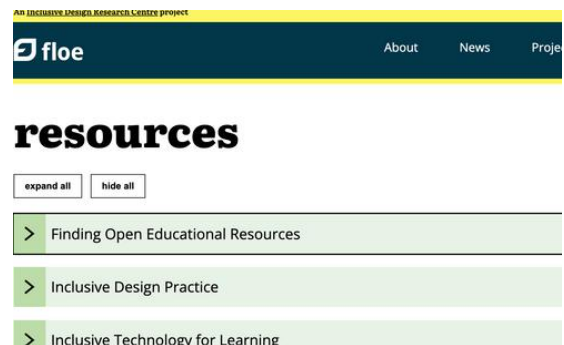 An Inclusive Design Research Centre project
floe
About News
resources
expand all hide all
Finding Open Educational Resources
Inclusive Design Practice
Inclusive Technology for Learning